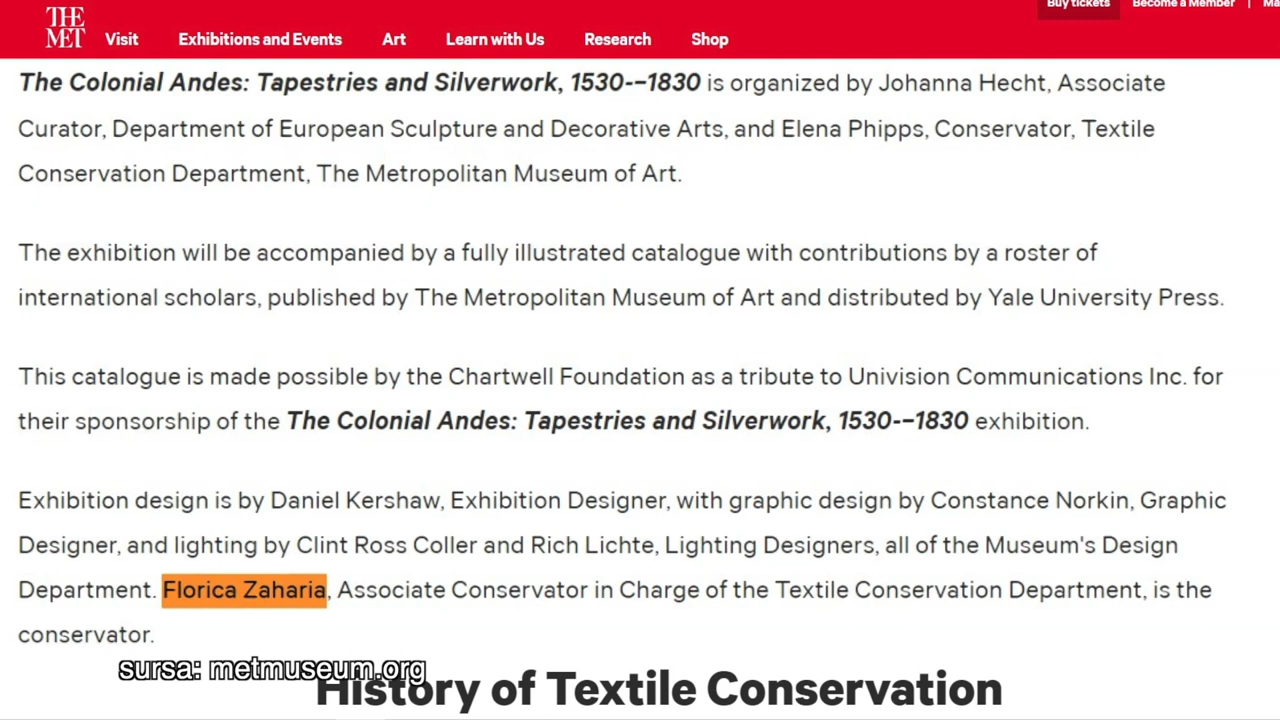 THE
MET
Buy tickets Become a Member | Ma
Visit Exhibitions and Events Art Learn with Us Research Shop
The Colonial Andes: Tapestries and Silverwork, 1530-–1830 is organized by Johanna Hecht, Associate
Curator, Department of European Sculpture and Decorative Arts, and Elena Phipps, Conservator, Textile
Conservation Department, The Metropolitan Museum of Art.
The exhibition will be accompanied by a fully illustrated catalogue with contributions by a roster of
international scholars, published by The Metropolitan Museum of Art and distributed by Yale University Press.
This catalogue is made possible by the Chartwell Foundation as a tribute to Univision Communications Inc. for
their sponsorship of the The Colonial Andes: Tapestries and Silverwork, 1530-–1830 exhibition.
Exhibition design is by Daniel Kershaw, Exhibition Designer, with graphic design by Constance Norkin, Graphic
Designer, and lighting by Clint Ross Coller and Rich Lichte, Lighting Designers, all of the Museum's Design
Department. Florica Zaharia, Associate Conservator in Charge of the Textile Conservation Department, is the
conservator.
sursa: metmuseum.org
History of Textile Conservation